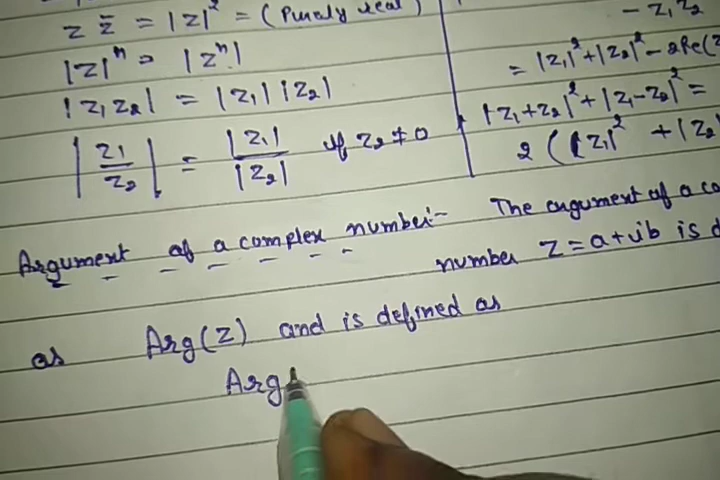 z z̄ = |z|² = (Purely real)
|z|ⁿ = |zⁿ|
|z₁z₂| = |z₁| |z₂|
|z₁/z₂| = |z₁|/|z₂| if z₂ ≠ 0
- z₁z₂
= |z₁|² + |z₂|² - 2Re(z
|z₁+z₂|² + |z₁-z₂|² =
2 (|z₁|² + |z₂|
Argument of a complex number:- The argument of a co
number z = a+ib is d
as Arg(z) and is defined as
Arg